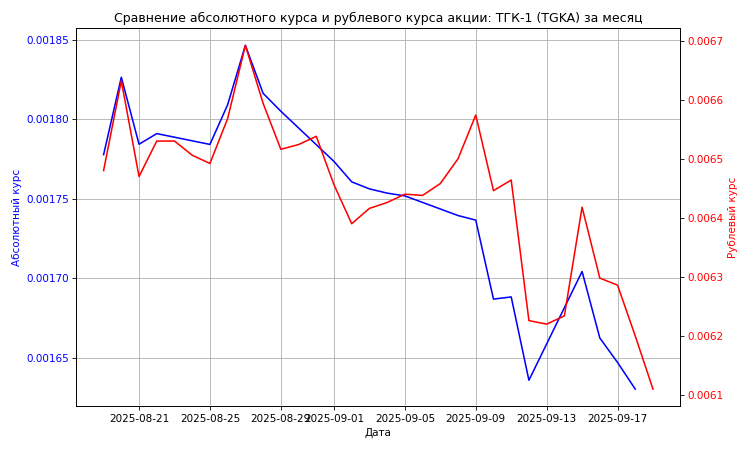 Сравнение абсолютного курса и рублевого курса акции: ТГК-1 (TGKA) за месяц
0.00185
0.00180
0.00175
0.00170
0.00165
Абсолютный курс
0.0067
0.0066
0.0065
0.0064
0.0063
0.0062
0.0061
Рублевый курс
2025-08-21 2025-08-25 2025-08-29 2025-09-01 2025-09-05 2025-09-09 2025-09-13 2025-09-17
Дата